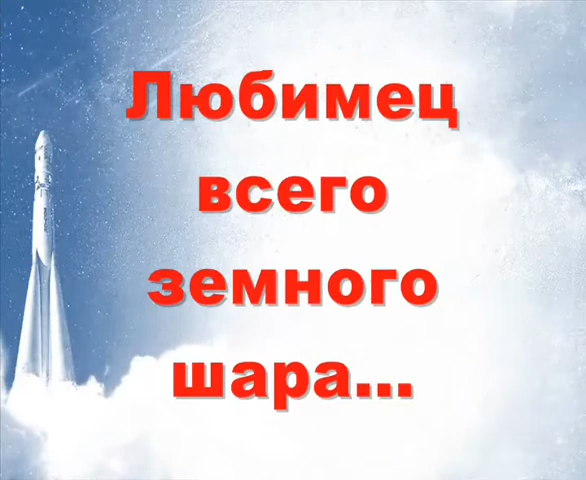 Любимец
всего
земного
шара...